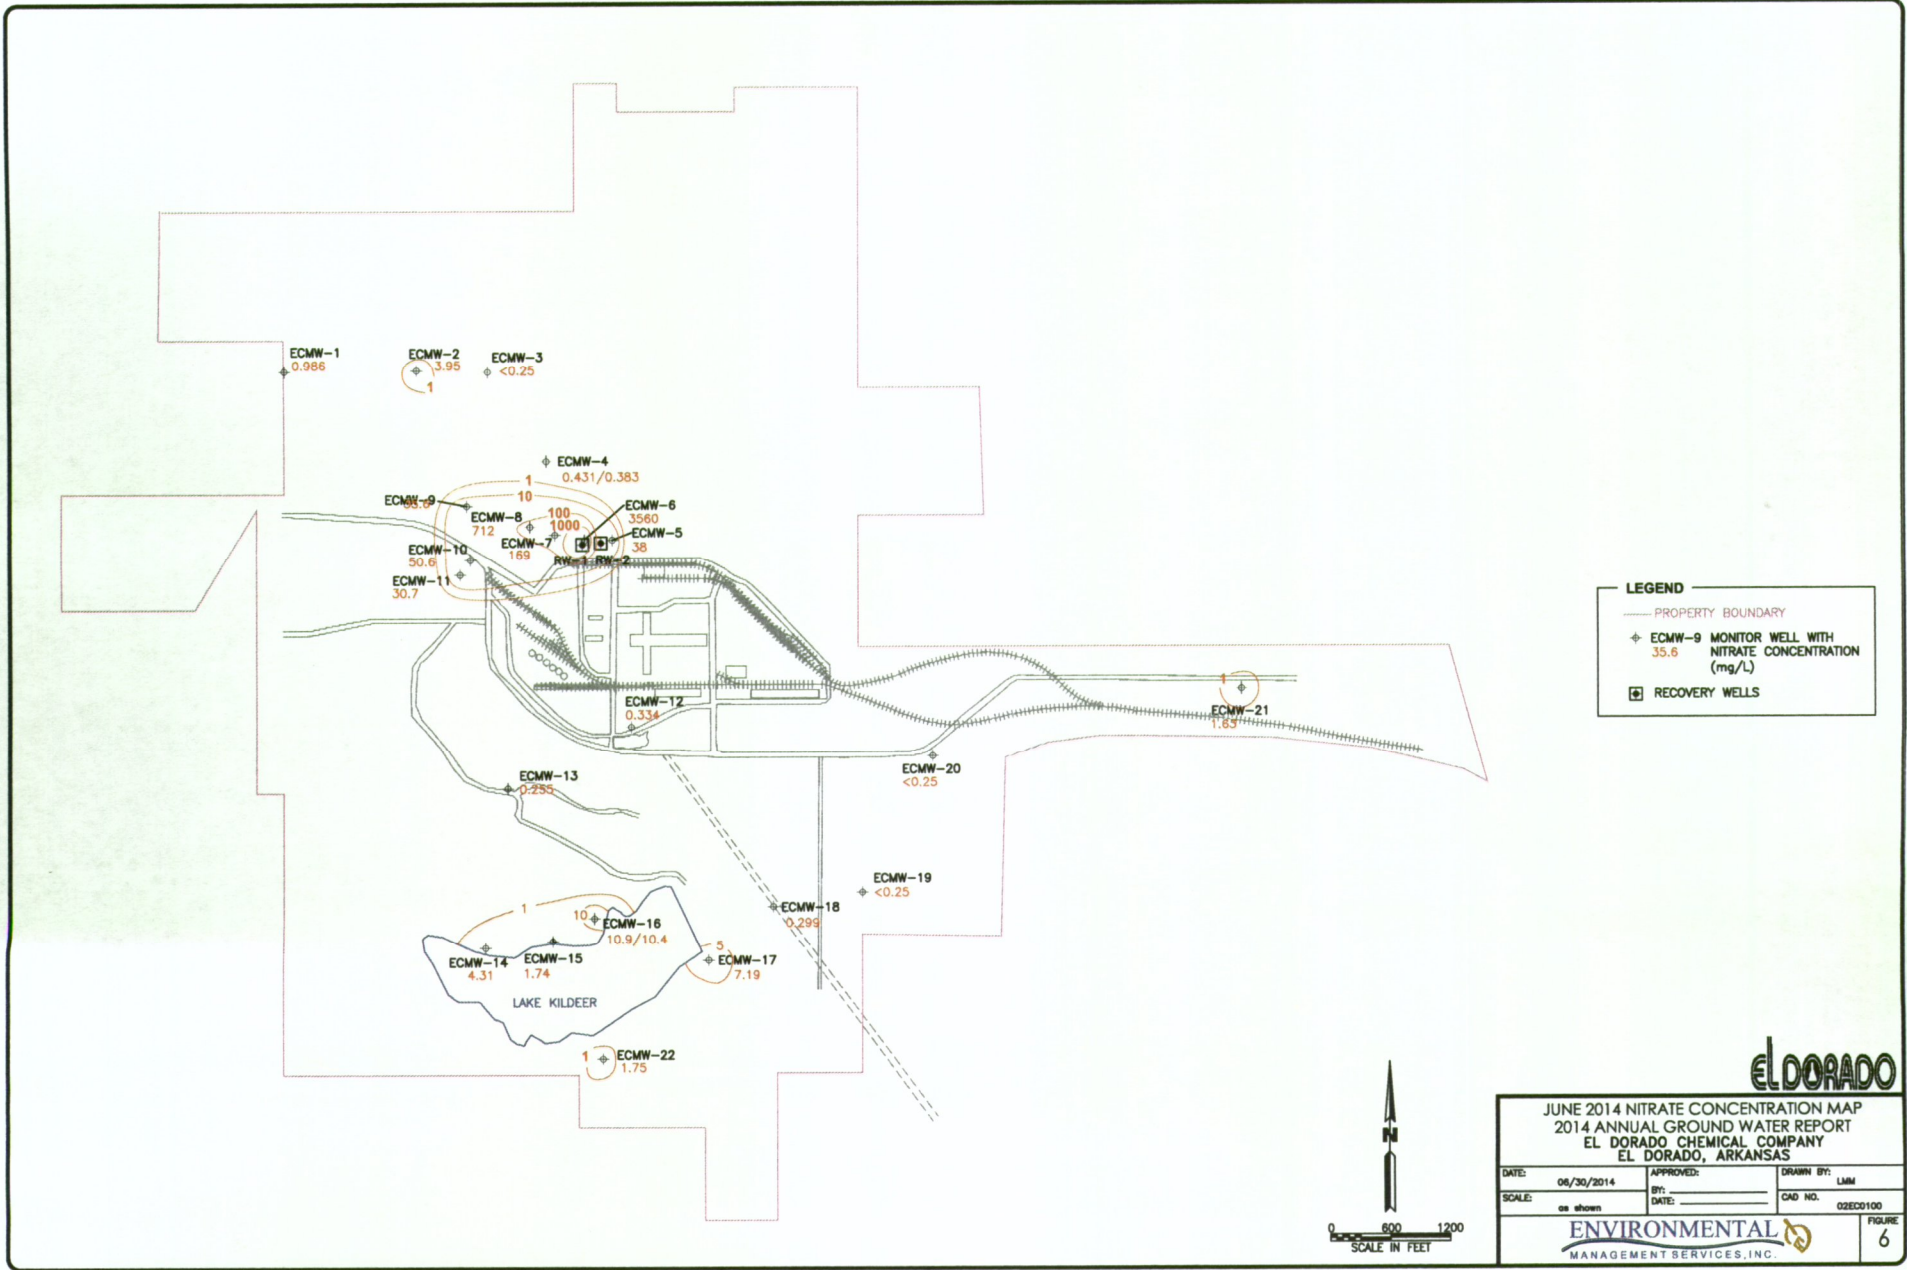 ECMW-1
0.986
ECMW-2
3.95
1
ECMW-3
<0.25
ECMW-4
0.431/0.383
1
10
100
1000
ECMW-9
ECMW-8
712
ECMW-6
3560
ECMW-5
38
ECMW-7
169
RW-1
RW-2
ECMW-10
50.6
ECMW-11
30.7
LEGEND
PROPERTY BOUNDARY
ECMW-9 MONITOR WELL WITH
35.6 NITRATE CONCENTRATION
(mg/L)
RECOVERY WELLS
1
ECMW-21
1.63
ECMW-12
0.334
ECMW-20
<0.25
ECMW-13
0.255
ECMW-19
<0.25
ECMW-18
0.299
1
10
ECMW-16
10.9/10.4
ECMW-14
4.31
ECMW-15
1.74
5
ECMW-17
7.19
LAKE KILDEER
1
ECMW-22
1.75
N
0 600 1200
SCALE IN FEET
EL DORADO
JUNE 2014 NITRATE CONCENTRATION MAP
2014 ANNUAL GROUND WATER REPORT
EL DORADO CHEMICAL COMPANY
EL DORADO, ARKANSAS
DATE: 06/30/2014
APPROVED:
BY:
DATE:
DRAWN BY: LMM
SCALE: as shown
CAD NO. 02EC0100
ENVIRONMENTAL
MANAGEMENT SERVICES, INC.
FIGURE
6